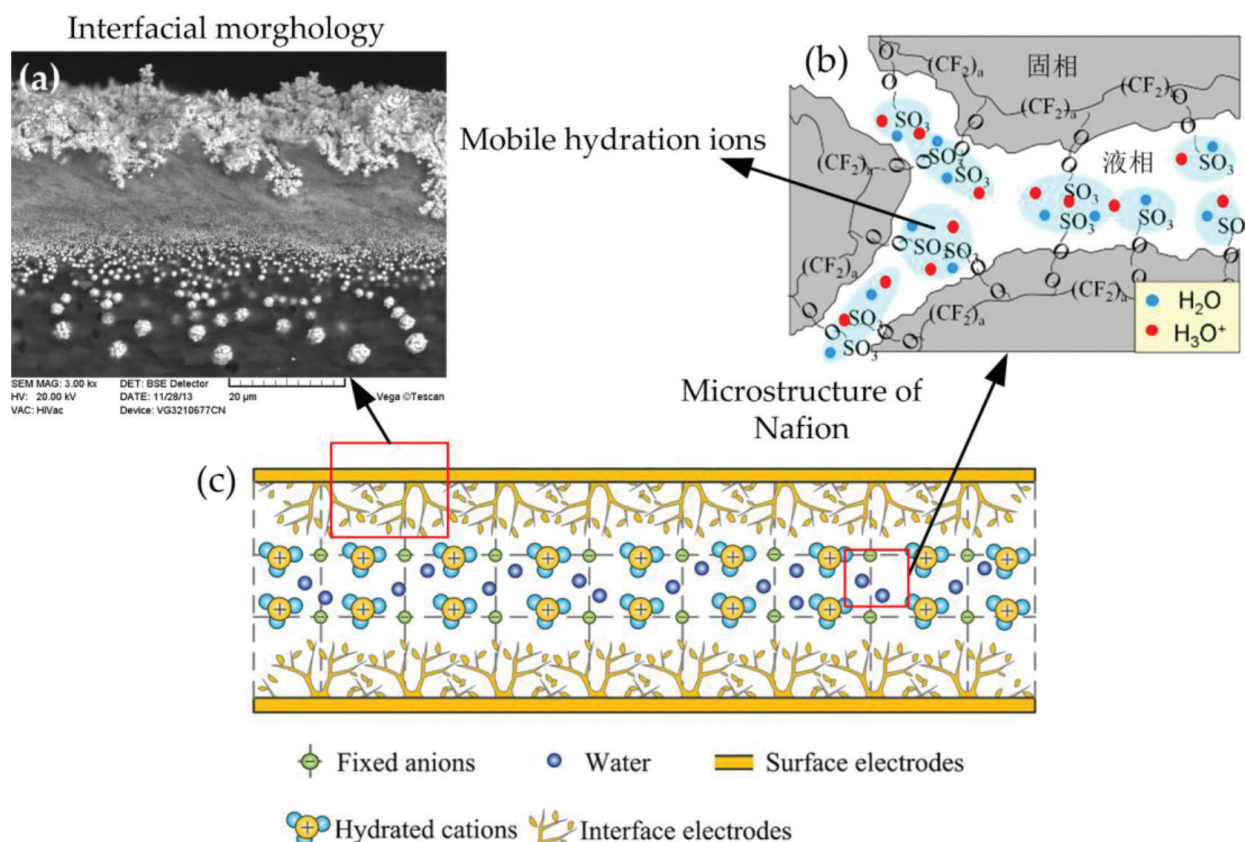 Interfacial morghology
(a)
SEM MAG: 3.00 kx DET: BSE Detector
HV: 20.00 kV DATE: 11/28/13 20 µm Vega ©Tescan
VAC: HiVac Device: VG3210677CN
Mobile hydration ions
(b)
固相
液相
(CF₂)ₐ
(CF₂)ₐ
(CF₂)ₐ
(CF₂)ₐ
(CF₂)ₐ
(CF₂)ₐ
(CF₂)ₐ
(CF₂)ₐ
O
O
O
O
O
O
O
O
SO₃
SO₃
SO₃
SO₃
SO₃
SO₃
SO₃
SO₃
SO₃
SO₃
SO₃
SO
H₂O
H₃O⁺
Microstructure of
Nafion
(c)
Fixed anions Water Surface electrodes
Hydrated cations Interface electrodes